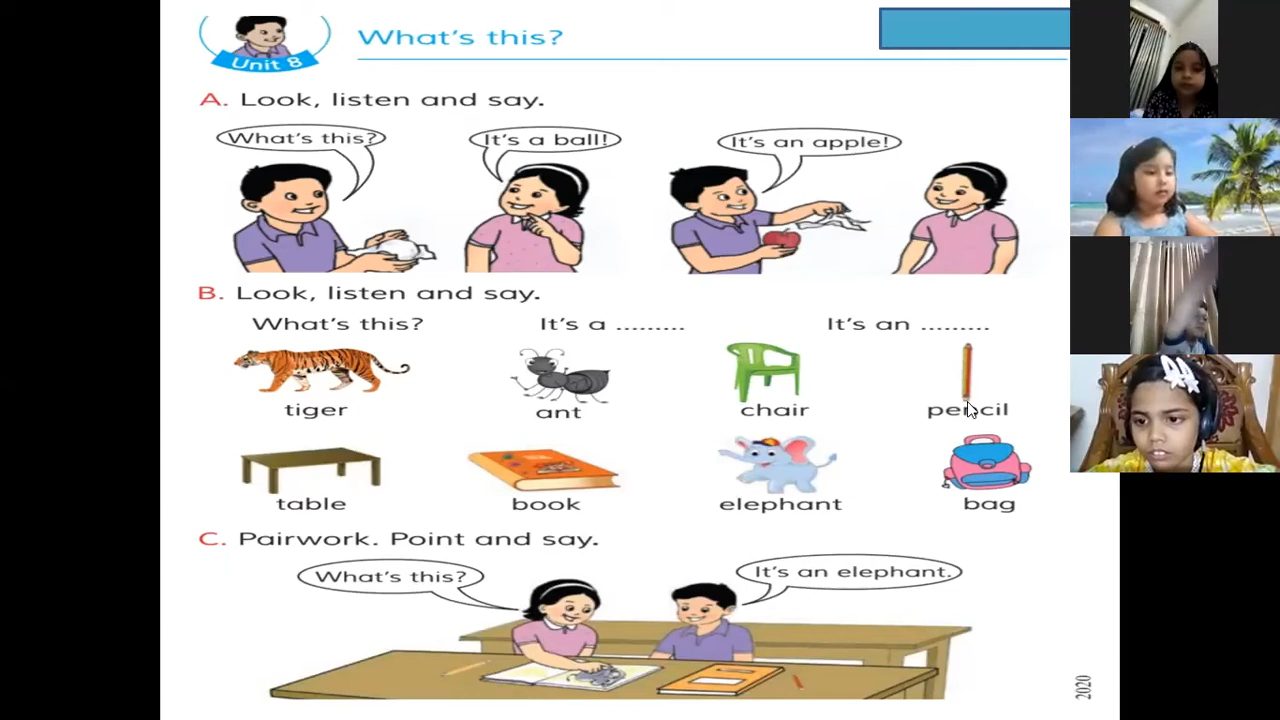 Unit 8
What's this?
A. Look, listen and say.
What's this?
It's a ball!
It's an apple!
B. Look, listen and say.
What's this? It's a ......... It's an .........
tiger ant chair pencil
table book elephant bag
C. Pairwork. Point and say.
What's this?
It's an elephant.
2020